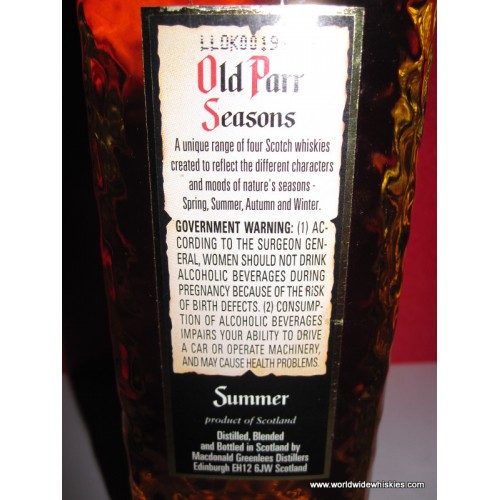 LLOK0019
Old Parr
Seasons
A unique range of four Scotch whiskies
created to reflect the different characters
and moods of nature's seasons -
Spring, Summer, Autumn and Winter.
GOVERNMENT WARNING: (1) AC-
CORDING TO THE SURGEON GEN-
ERAL, WOMEN SHOULD NOT DRINK
ALCOHOLIC BEVERAGES DURING
PREGNANCY BECAUSE OF THE RISK
OF BIRTH DEFECTS. (2) CONSUMP-
TION OF ALCOHOLIC BEVERAGES
IMPAIRS YOUR ABILITY TO DRIVE
A CAR OR OPERATE MACHINERY,
AND MAY CAUSE HEALTH PROBLEMS.
Summer
product of Scotland
Distilled, Blended
and Bottled in Scotland by
Macdonald Greenlees Distillers
Edinburgh EH12 6JW Scotland
www.worldwidewhiskies.com